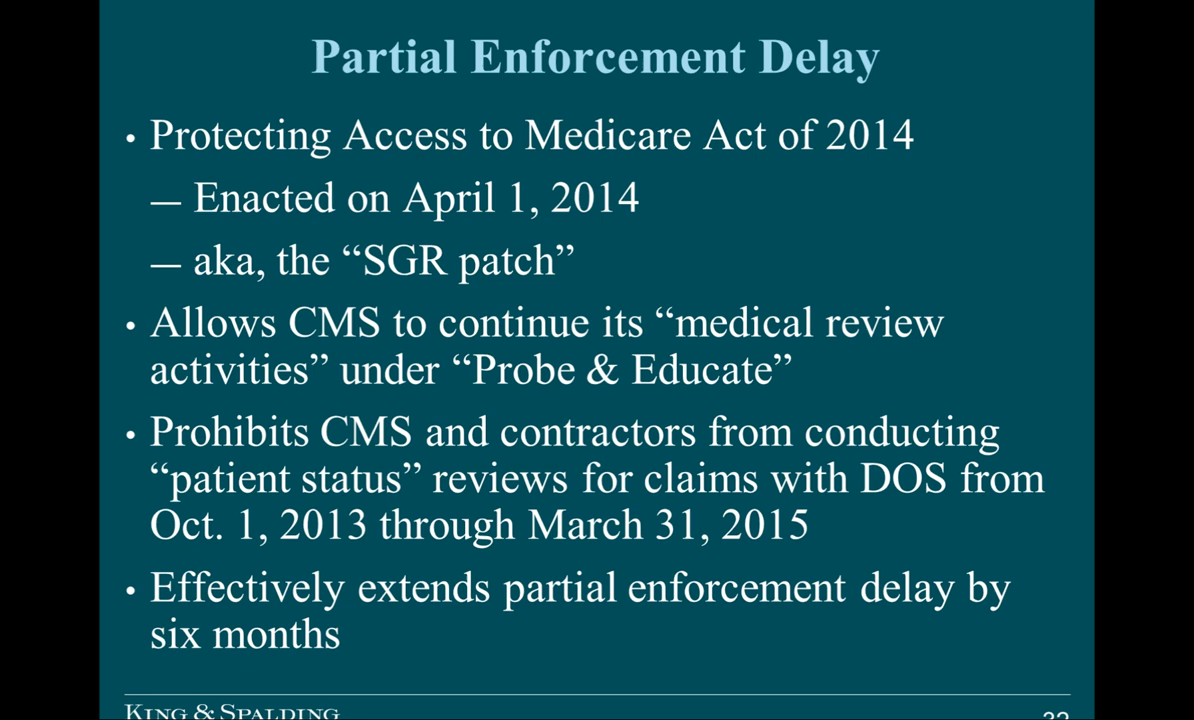 Partial Enforcement Delay
• Protecting Access to Medicare Act of 2014
— Enacted on April 1, 2014
— aka, the “SGR patch”
• Allows CMS to continue its “medical review
activities” under “Probe & Educate”
• Prohibits CMS and contractors from conducting
“patient status” reviews for claims with DOS from
Oct. 1, 2013 through March 31, 2015
• Effectively extends partial enforcement delay by
six months
KING & SPALDING